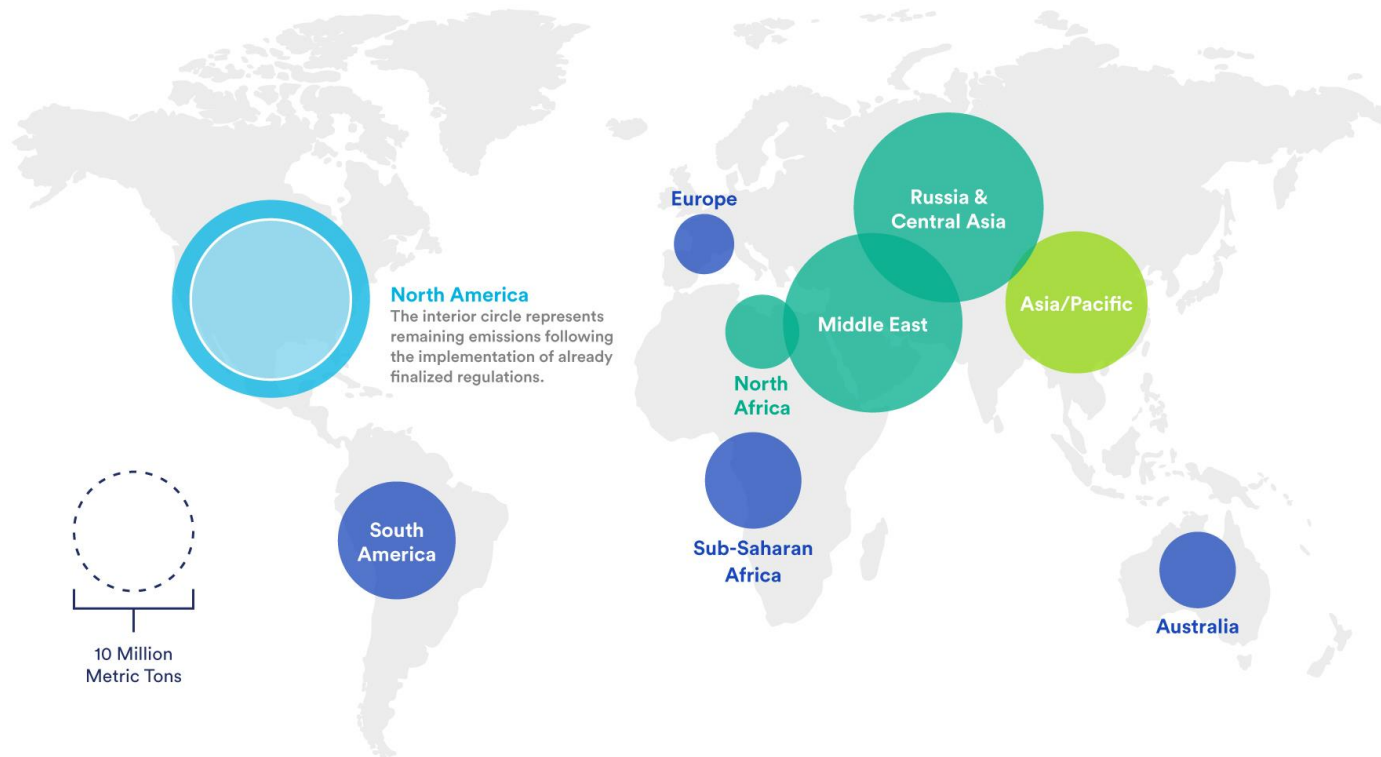 Europe
Russia &
Central Asia
North America
The interior circle represents
remaining emissions following
the implementation of already
finalized regulations.
Middle East
Asia/Pacific
North
Africa
South
America
Sub-Saharan
Africa
Australia
10 Million
Metric Tons